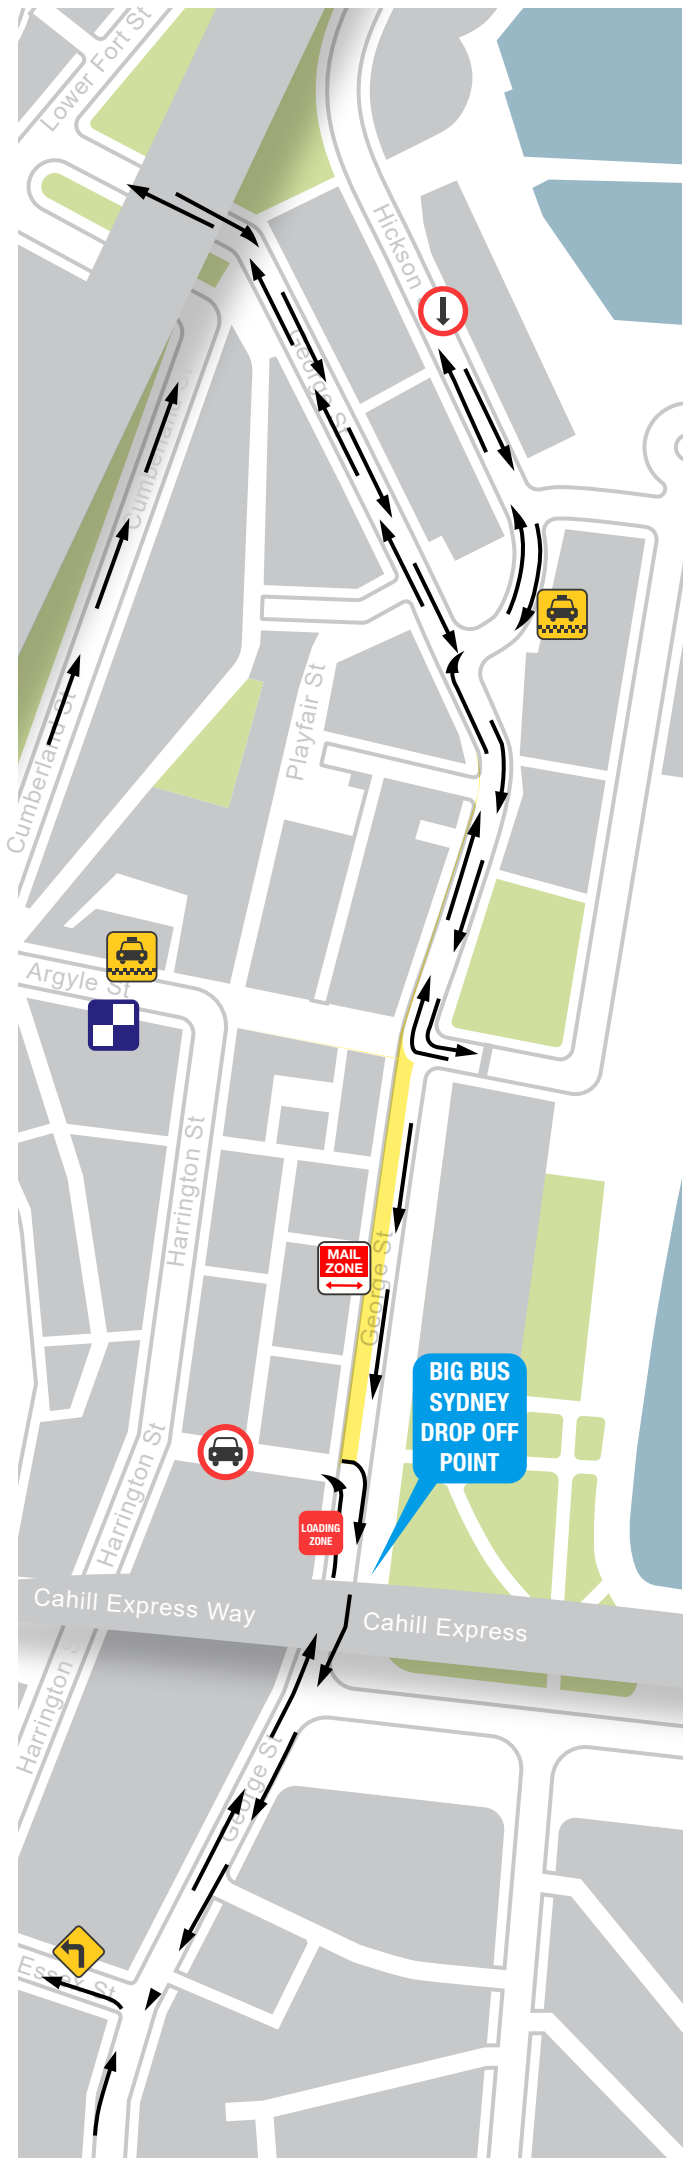 Lower Fort St
Hickson
George St
Cumberland St
Playfair St
Cumberland St
Argyle St
Harrington St
MAIL
ZONE
George St
BIG BUS
SYDNEY
DROP OFF
POINT
Harrington St
LOADING
ZONE
Cahill Express Way
Cahill Express
Harrington St
George St
Essex St